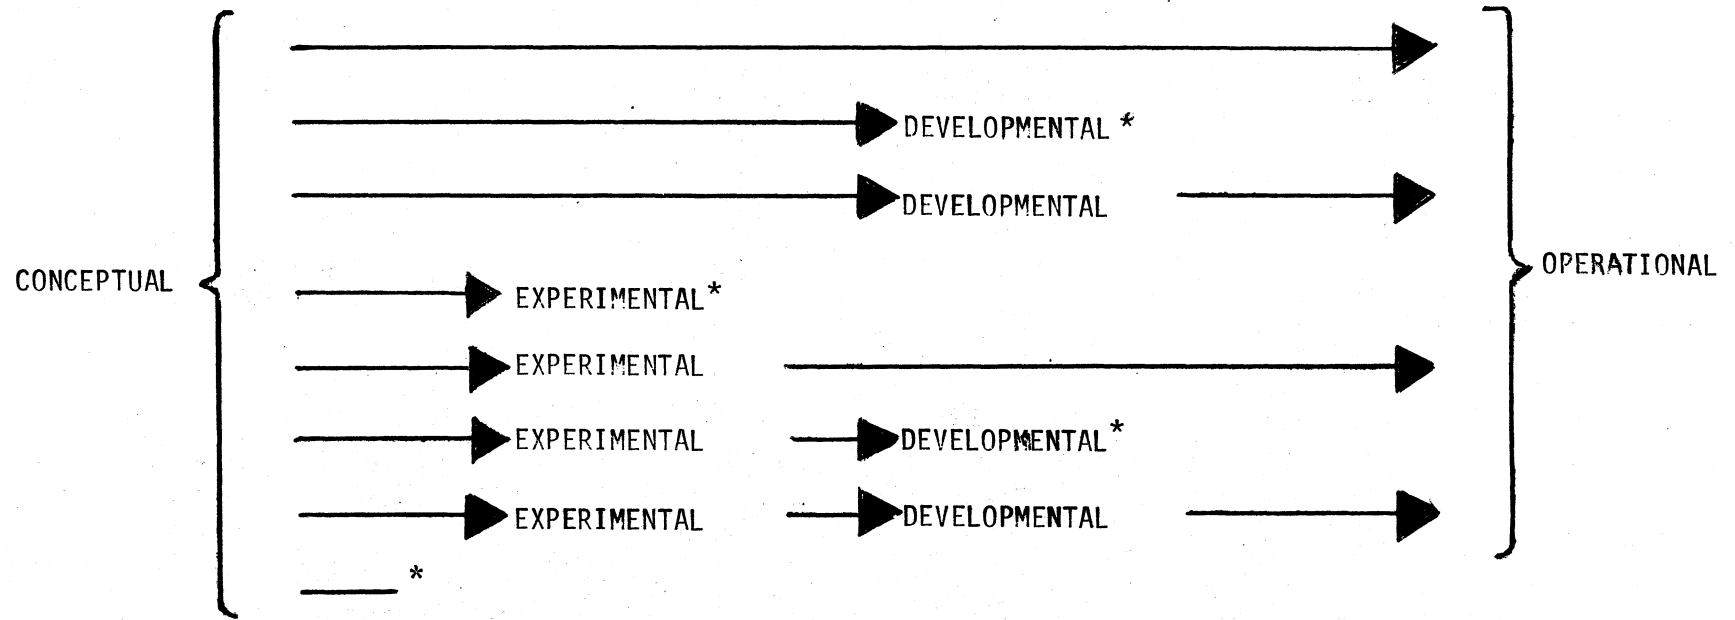 DEVELOPMENTAL *
DEVELOPMENTAL
CONCEPTUAL
OPERATIONAL
EXPERIMENTAL*
EXPERIMENTAL
EXPERIMENTAL DEVELOPMENTAL*
EXPERIMENTAL DEVELOPMENTAL
*